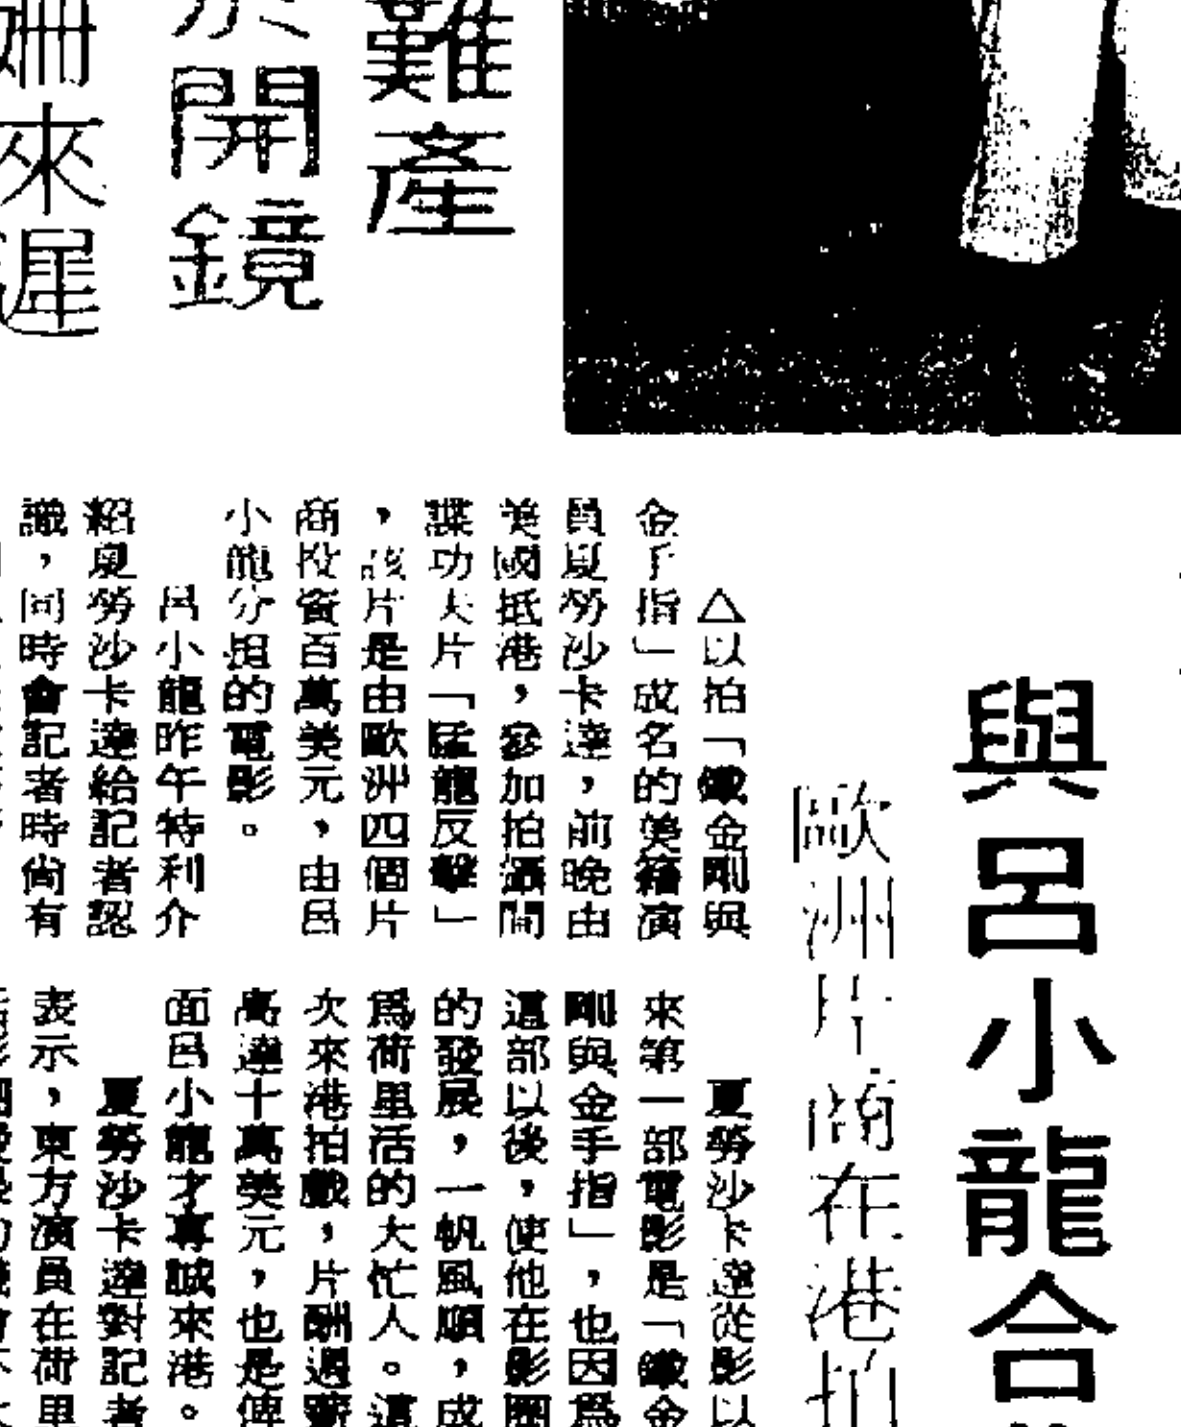 難產
開鏡
姍來遲
與呂小龍合
歐洲片商在港拍
△以拍「鐵金剛與
金手指」成名的美籍演
員夏勞沙卡達，前晚由
美國抵港，參加拍攝間
諜功夫片「猛龍反擊」
，該片是由歐洲四個片
商投資百萬美元，由呂
小龍分担的電影。
呂小龍昨午特利介
紹夏勞沙卡達給記者認
識，同時會記者時尚有
夏勞沙卡達從影以
來第一部電影是「鐵金
剛與金手指」，也因爲
這部以後，使他在影圈
的發展，一帆風順，成
爲荷里活的大忙人。這
次來港拍戲，片酬
高達十萬美元，也是俾
面呂小龍才專誠來港。
夏勞沙卡達對記者
表示，東方演員在荷里